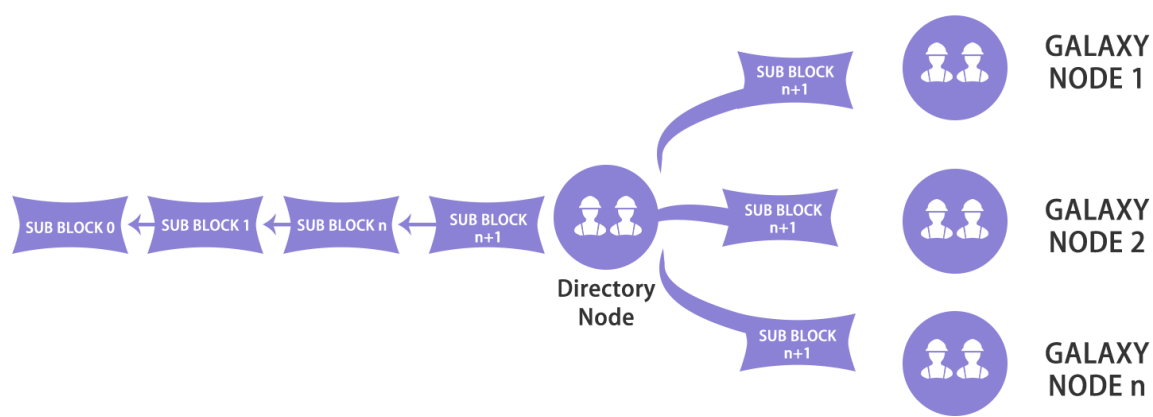 SUB BLOCK 0
SUB BLOCK 1
SUB BLOCK n
SUB BLOCK
n+1
Directory
Node
SUB BLOCK
n+1
GALAXY
NODE 1
SUB BLOCK
n+1
GALAXY
NODE 2
SUB BLOCK
n+1
GALAXY
NODE n